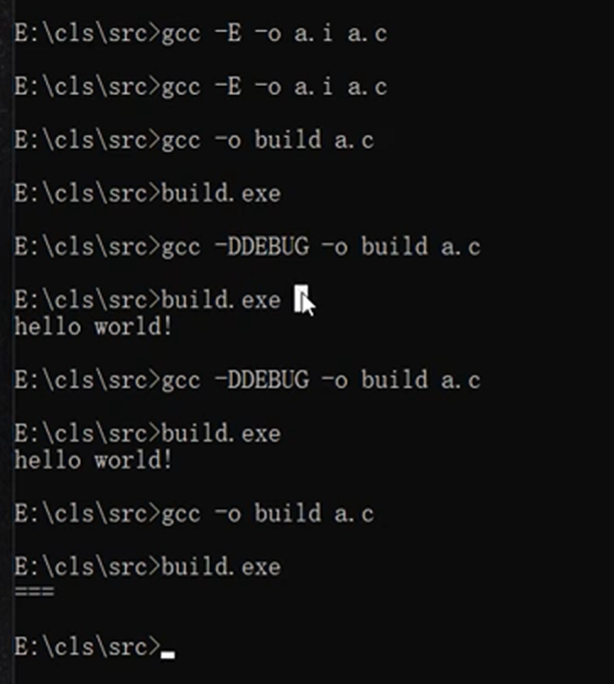 E:\cls\src>gcc -E -o a.i a.c
E:\cls\src>gcc -E -o a.i a.c
E:\cls\src>gcc -o build a.c
E:\cls\src>build.exe
E:\cls\src>gcc -DDEBUG -o build a.c
E:\cls\src>build.exe
hello world!
E:\cls\src>gcc -DDEBUG -o build a.c
E:\cls\src>build.exe
hello world!
E:\cls\src>gcc -o build a.c
E:\cls\src>build.exe
===
E:\cls\src>